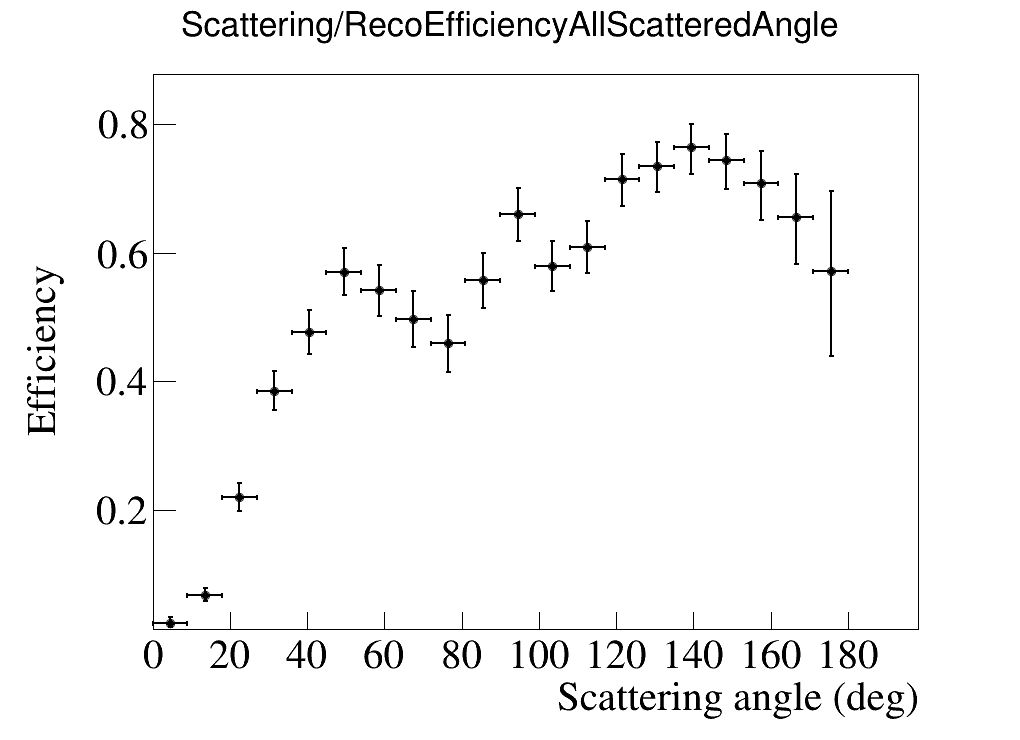 Scattering/RecoEfficiencyAllScatteredAngle
0.8
0.6
0.4
0.2
Efficiency
0 20 40 60 80 100 120 140 160 180
Scattering angle (deg)